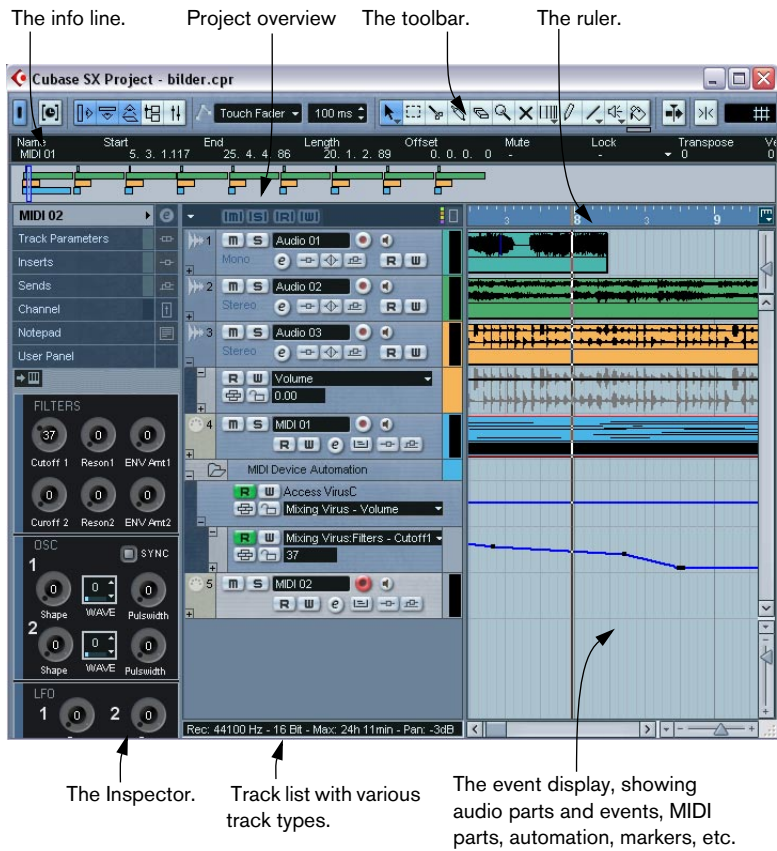 The info line.
Project overview
The toolbar.
The ruler.
Cubase SX Project - bilder.cpr
Touch Fader
100 ms
Name Start End Length Offset Mute Lock Transpose
MIDI 01 5. 3. 1.117 25. 4. 4. 86 20. 1. 2. 89 0. 0. 0. 0 - - 0
MIDI 02
Track Parameters
Inserts
Sends
Channel
Notepad
User Panel
FILTERS
37 0 0
Cutoff 1 Reson1 ENV Amt1
0 0 0
Curoff 2 Reson2 ENV Amt2
OSC
SYNC
1
0 0 0
Shape WAVE Pulswidth
2
0 0 0
Shape WAVE Pulswidth
LFO
1 0 2 0
m S R W
3 8 3 9
1 m S Audio 01
Mono e R W
2 m S Audio 02
Stereo e R W
3 m S Audio 03
Stereo e R W
R W Volume
0.00
4 m S MIDI 01
R W e
MIDI Device Automation
R W Access VirusC
Mixing Virus - Volume
R W Mixing Virus:Filters - Cutoff1
37
5 m S MIDI 02
R W e
Rec: 44100 Hz - 16 Bit - Max: 24h 11min - Pan: -3dB
The Inspector.
Track list with various
track types.
The event display, showing
audio parts and events, MIDI
parts, automation, markers, etc.